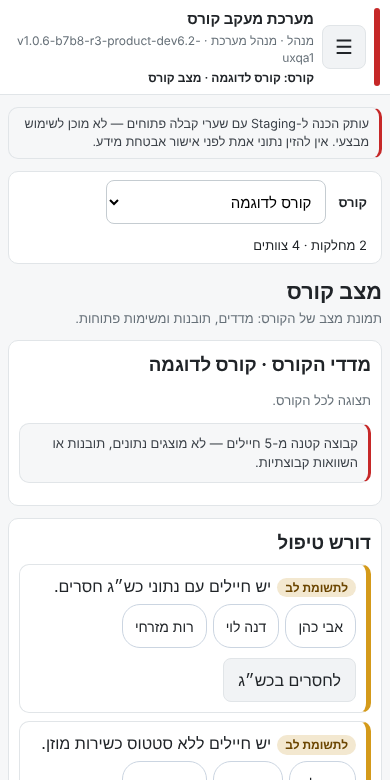 מערכת מעקב קורס
מנהל · מנהל מערכת · v1.0.6-b7b8-r3-product-dev6.2-
uxqa1
קורס: קורס לדוגמה · מצב קורס
☰
עותק הכנה ל-Staging עם שערי קבלה פתוחים — לא מוכן לשימוש
מבצעי. אין להזין נתוני אמת לפני אישור אבטחת מידע.
קורס
קורס לדוגמה
2 מחלקות · 4 צוותים
מצב קורס
תמונת מצב של הקורס: מדדים, תובנות ומשימות פתוחות.
מדדי הקורס · קורס לדוגמה
תצוגה לכל הקורס.
קבוצה קטנה מ-5 חיילים — לא מוצגים נתונים, תובנות או
השוואות קבוצתיות.
דורש טיפול
לתשומת לב יש חיילים עם נתוני כש״ג חסרים.
אבי כהן דנה לוי רות מזרחי
לחסרים בכש״ג
לתשומת לב יש חיילים ללא סטטוס כשירות מוזן.